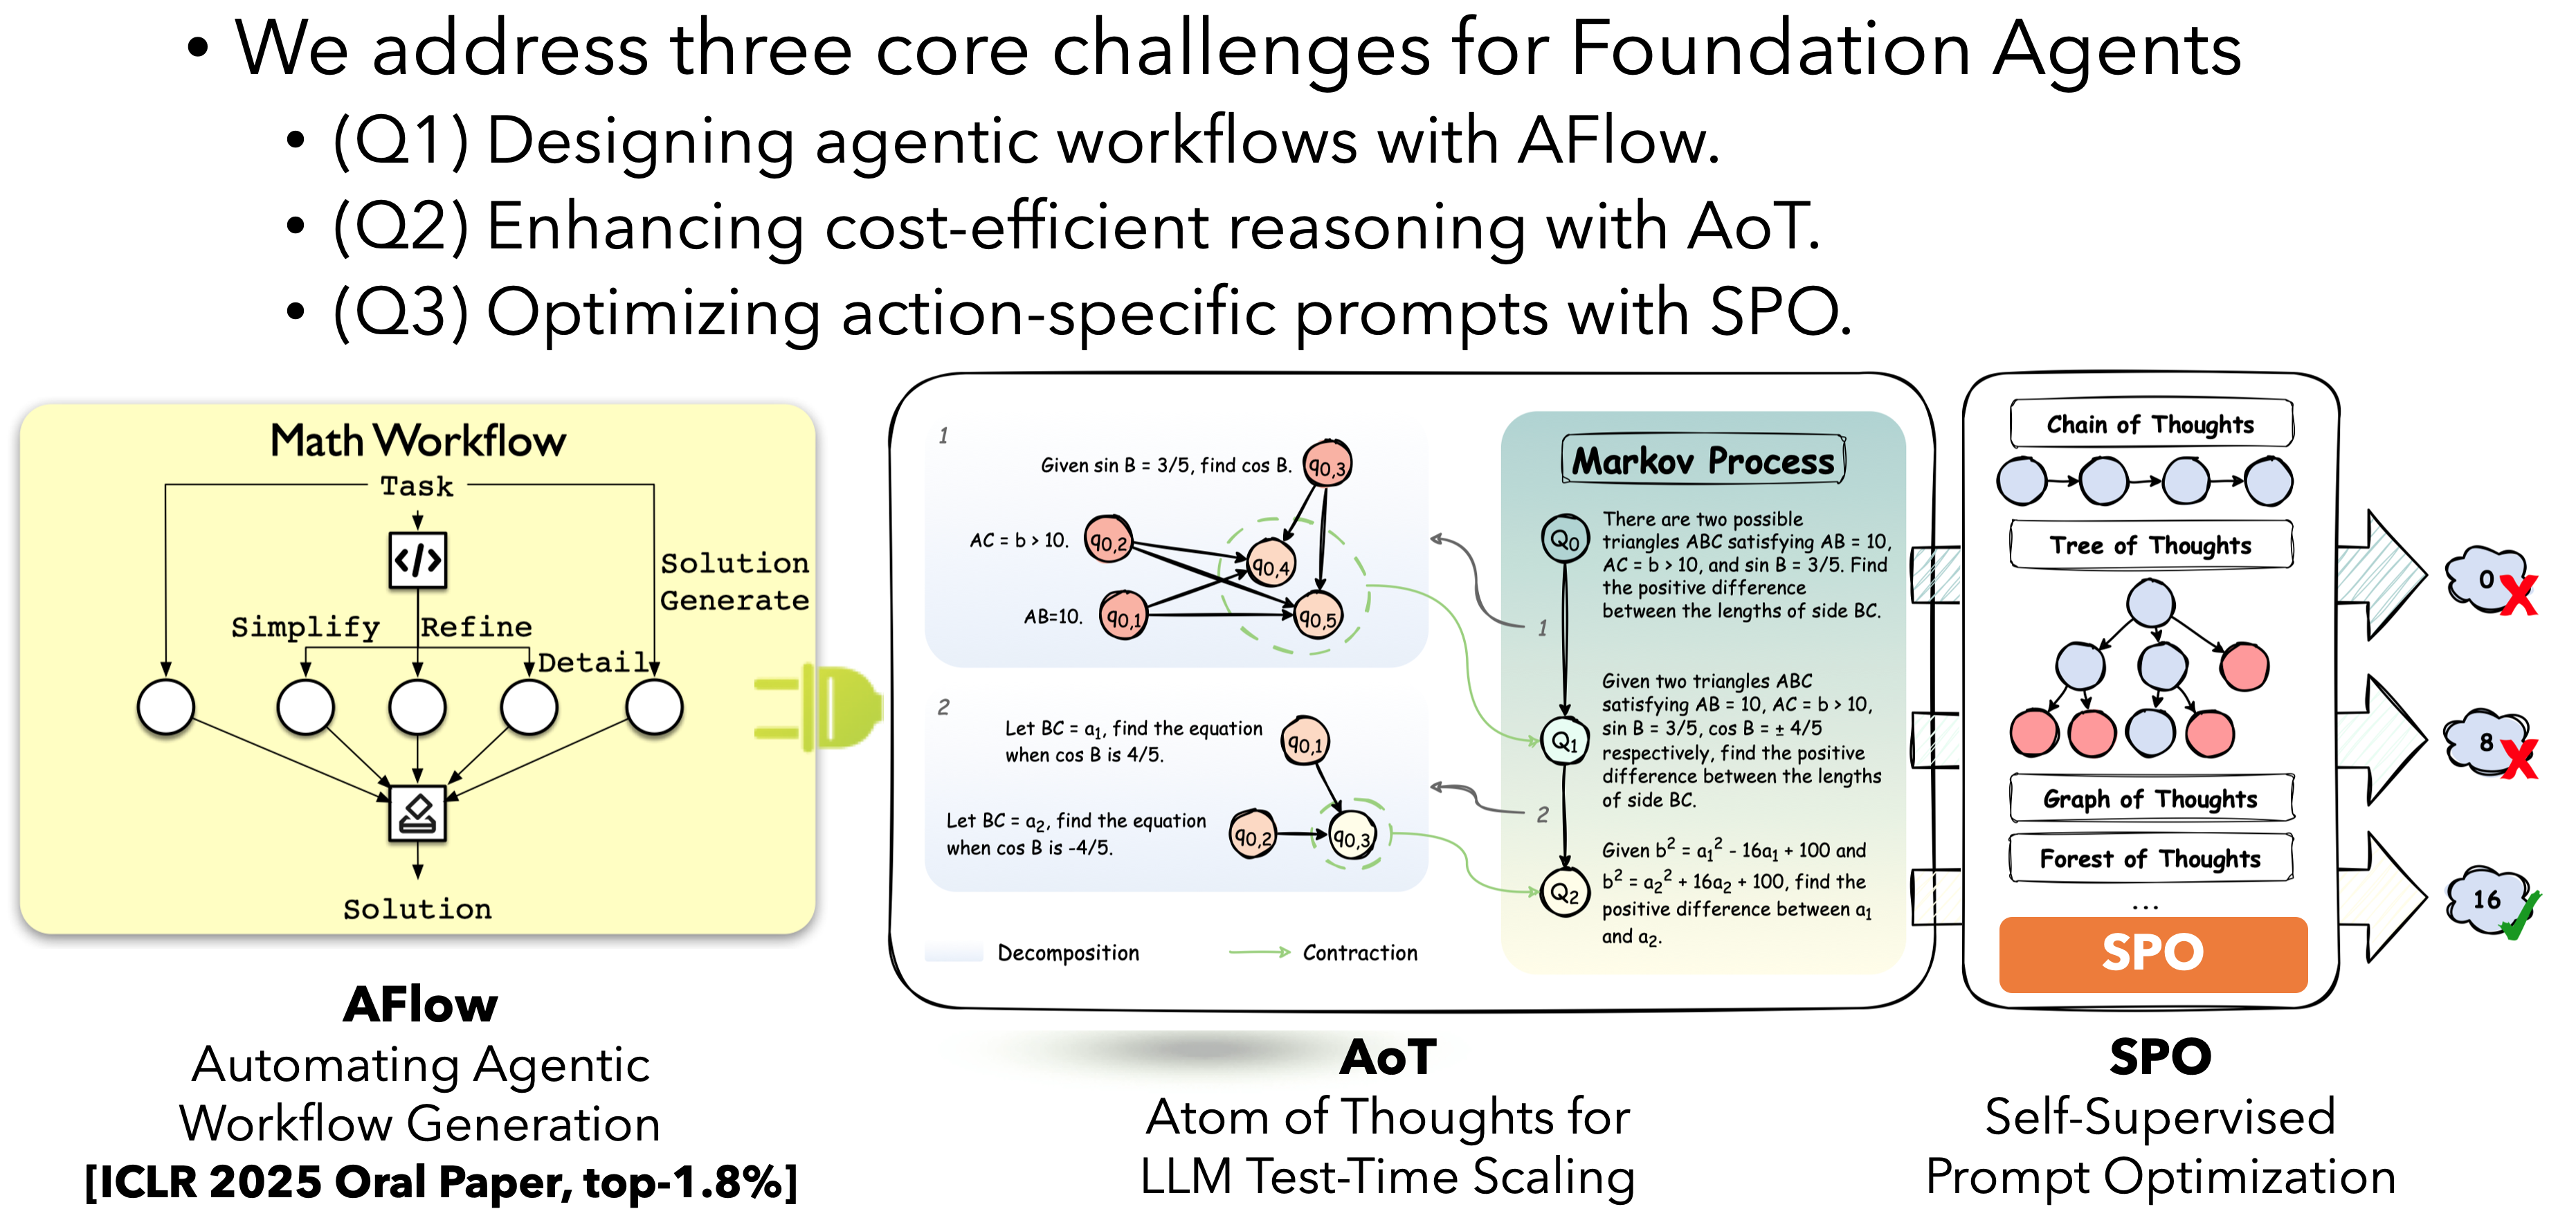 • We address three core challenges for Foundation Agents
• (Q1) Designing agentic workflows with AFlow.
• (Q2) Enhancing cost-efficient reasoning with AoT.
• (Q3) Optimizing action-specific prompts with SPO.
Math Workflow
Task
</>
Solution
Generate
Simplify
Refine
Detail
Solution
AFlow
Automating Agentic
Workflow Generation
[ICLR 2025 Oral Paper, top-1.8%]
1
Given sin B = 3/5, find cos B.
q0,3
AC = b > 10.
q0,2
q0,4
AB=10.
q0,1
q0,5
2
Let BC = a1, find the equation
when cos B is 4/5.
q0,1
Let BC = a2, find the equation
when cos B is -4/5.
q0,2
q0,3
Decomposition
Contraction
Markov Process
Q0
There are two possible
triangles ABC satisfying AB = 10,
AC = b > 10, and sin B = 3/5. Find
the positive difference
between the lengths of side BC.
1
Q1
Given two triangles ABC
satisfying AB = 10, AC = b > 10,
sin B = 3/5, cos B = ± 4/5
respectively, find the positive
difference between the lengths
of side BC.
2
Q2
Given b² = a1² - 16a1 + 100 and
b² = a2² + 16a2 + 100, find the
positive difference between a1
and a2.
AoT
Atom of Thoughts for
LLM Test-Time Scaling
Chain of Thoughts
Tree of Thoughts
Graph of Thoughts
Forest of Thoughts
...
SPO
0
8
16
SPO
Self-Supervised
Prompt Optimization